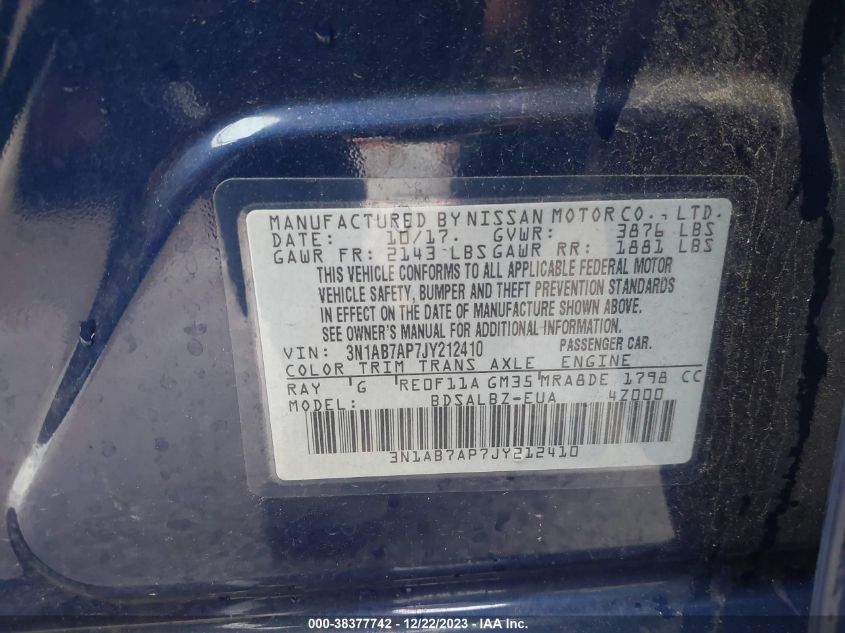 MANUFACTURED BY NISSAN MOTOR CO., LTD.
DATE: 10/17. GVWR: 3876 LBS
GAWR FR: 2143 LBS GAWR RR: 1881 LBS
THIS VEHICLE CONFORMS TO ALL APPLICABLE FEDERAL MOTOR
VEHICLE SAFETY, BUMPER AND THEFT PREVENTION STANDARDS
IN EFFECT ON THE DATE OF MANUFACTURE SHOWN ABOVE.
SEE OWNER'S MANUAL FOR ADDITIONAL INFORMATION.
VIN: 3N1AB7AP7JY212410 PASSENGER CAR.
COLOR TRIM TRANS AXLE ENGINE
RAY G RE0F11A GM35 MRA8DE 1798 CC
MODEL: BDSALBZ-EUA 4Z000
3N1AB7AP7JY212410
000-38377742 - 12/22/2023 - IAA Inc.